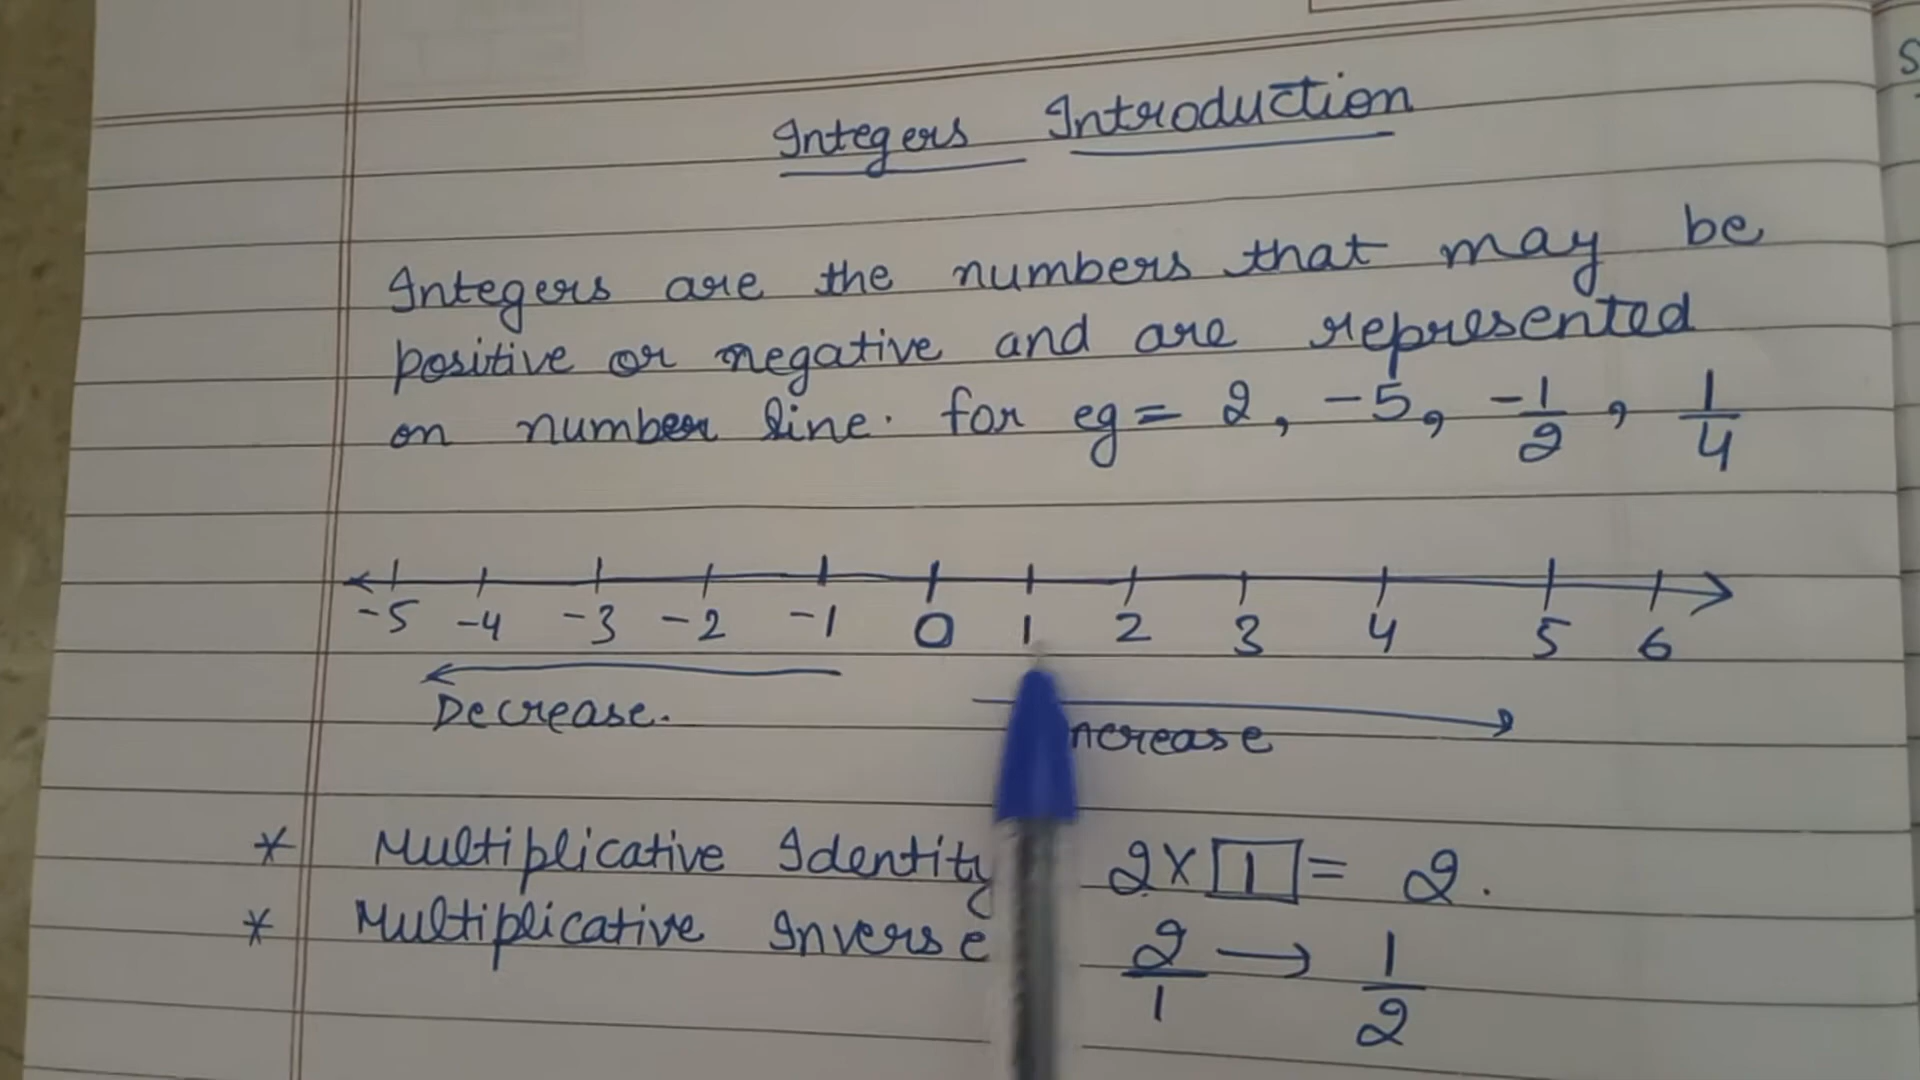 Integers Introduction
Integers are the numbers that may be
positive or negative and are represented
on number line. for eg = 2, -5, -1/2, 1/4
-5 -4 -3 -2 -1 0 1 2 3 4 5 6
Decrease.
ncrease
* Multiplicative Identity 2 x 1 = 2.
* Multiplicative Inverse 2/1 → 1/2